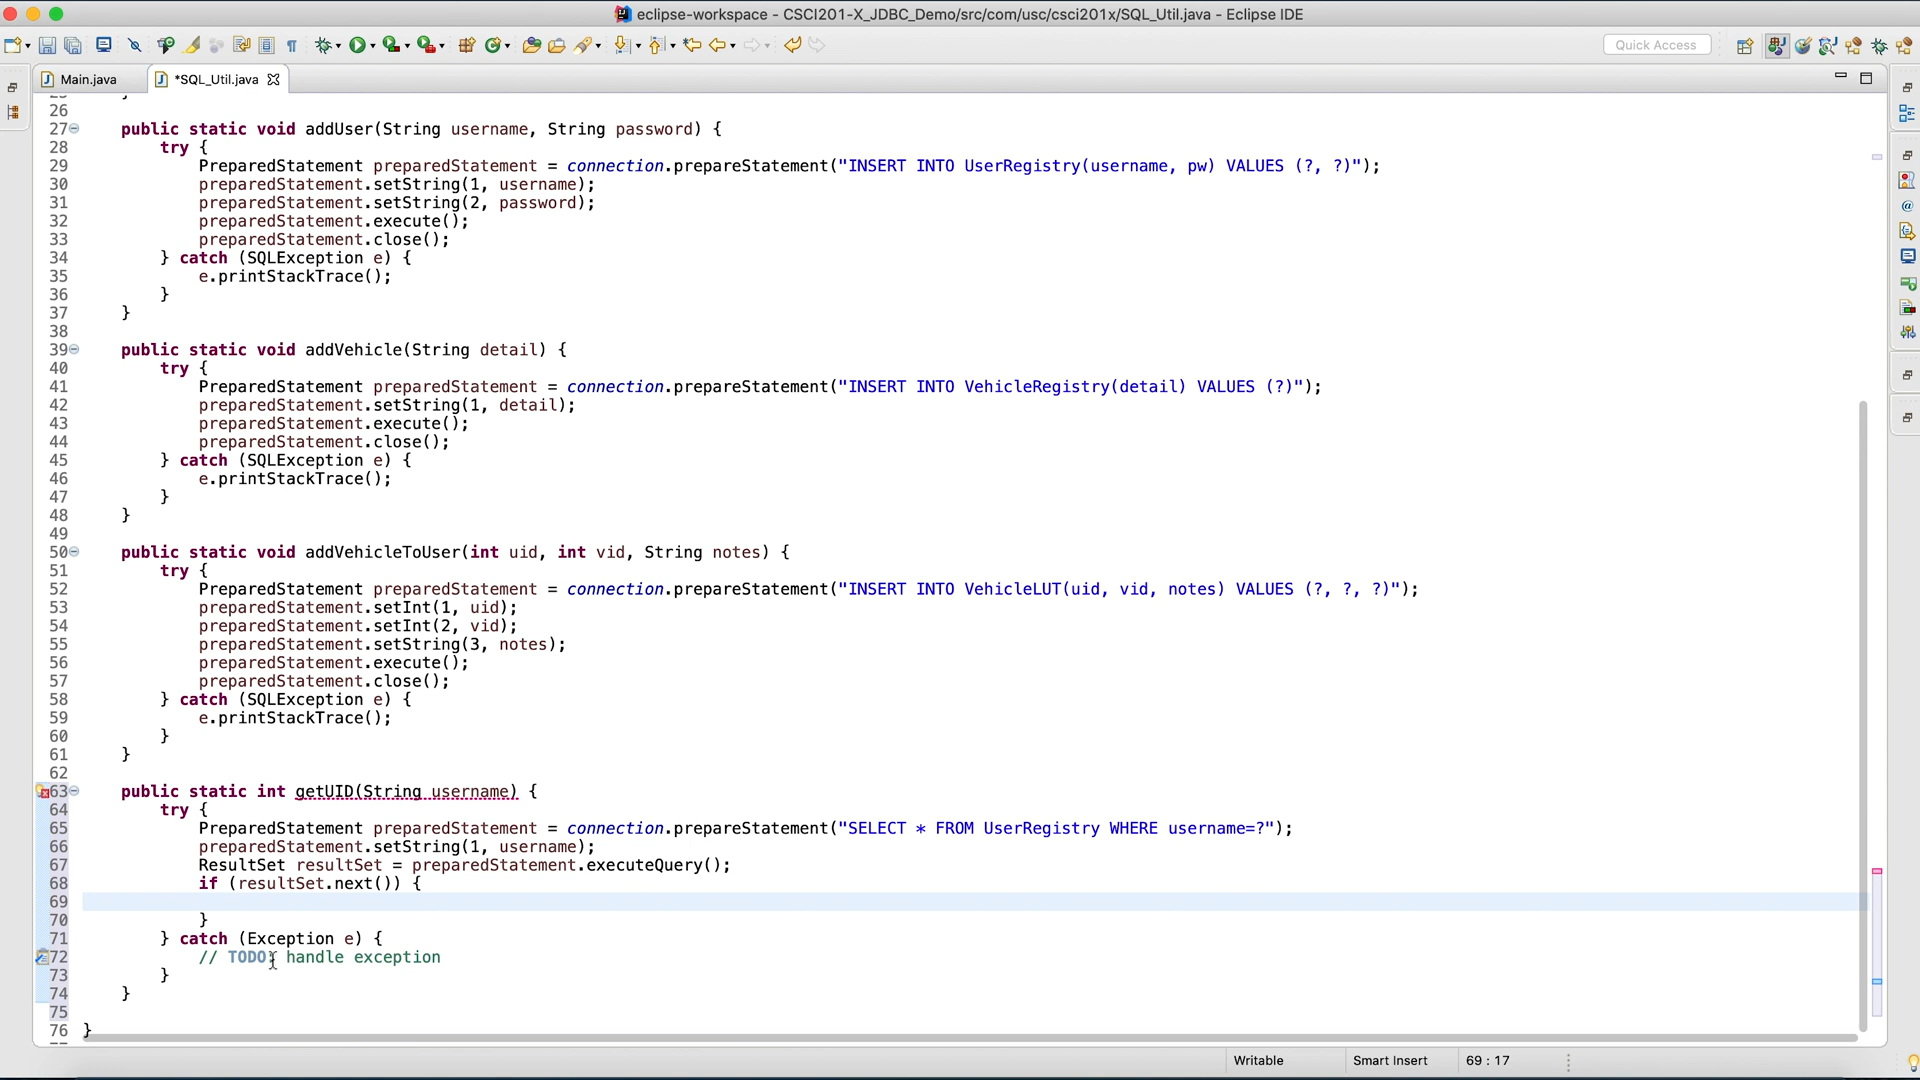 eclipse-workspace - CSCI201-X_JDBC_Demo/src/com/usc/csci201x/SQL_Util.java - Eclipse IDE
Quick Access
Main.java
*SQL_Util.java
26
27 public static void addUser(String username, String password) {
28 try {
29 PreparedStatement preparedStatement = connection.prepareStatement("INSERT INTO UserRegistry(username, pw) VALUES (?, ?)");
30 preparedStatement.setString(1, username);
31 preparedStatement.setString(2, password);
32 preparedStatement.execute();
33 preparedStatement.close();
34 } catch (SQLException e) {
35 e.printStackTrace();
36 }
37 }
38
39 public static void addVehicle(String detail) {
40 try {
41 PreparedStatement preparedStatement = connection.prepareStatement("INSERT INTO VehicleRegistry(detail) VALUES (?)");
42 preparedStatement.setString(1, detail);
43 preparedStatement.execute();
44 preparedStatement.close();
45 } catch (SQLException e) {
46 e.printStackTrace();
47 }
48 }
49
50 public static void addVehicleToUser(int uid, int vid, String notes) {
51 try {
52 PreparedStatement preparedStatement = connection.prepareStatement("INSERT INTO VehicleLUT(uid, vid, notes) VALUES (?, ?, ?)");
53 preparedStatement.setInt(1, uid);
54 preparedStatement.setInt(2, vid);
55 preparedStatement.setString(3, notes);
56 preparedStatement.execute();
57 preparedStatement.close();
58 } catch (SQLException e) {
59 e.printStackTrace();
60 }
61 }
62
63 public static int getUID(String username) {
64 try {
65 PreparedStatement preparedStatement = connection.prepareStatement("SELECT * FROM UserRegistry WHERE username=?");
66 preparedStatement.setString(1, username);
67 ResultSet resultSet = preparedStatement.executeQuery();
68 if (resultSet.next()) {
69
70 }
71 } catch (Exception e) {
72 // TODO: handle exception
73 }
74 }
75
76 }
Writable
Smart Insert
69 : 17